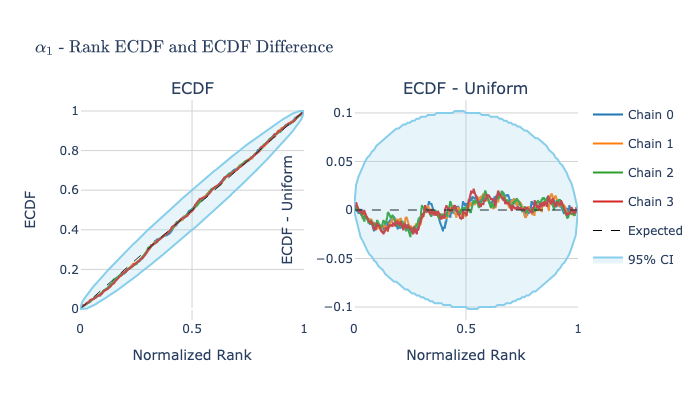 α₁ - Rank ECDF and ECDF Difference
ECDF
ECDF - Uniform
1
0.8
0.6
0.4
0.2
0
ECDF
0
0.5
1
Normalized Rank
0.1
0.05
0
−0.05
−0.1
ECDF - Uniform
0
0.5
1
Normalized Rank
Chain 0
Chain 1
Chain 2
Chain 3
Expected
95% CI